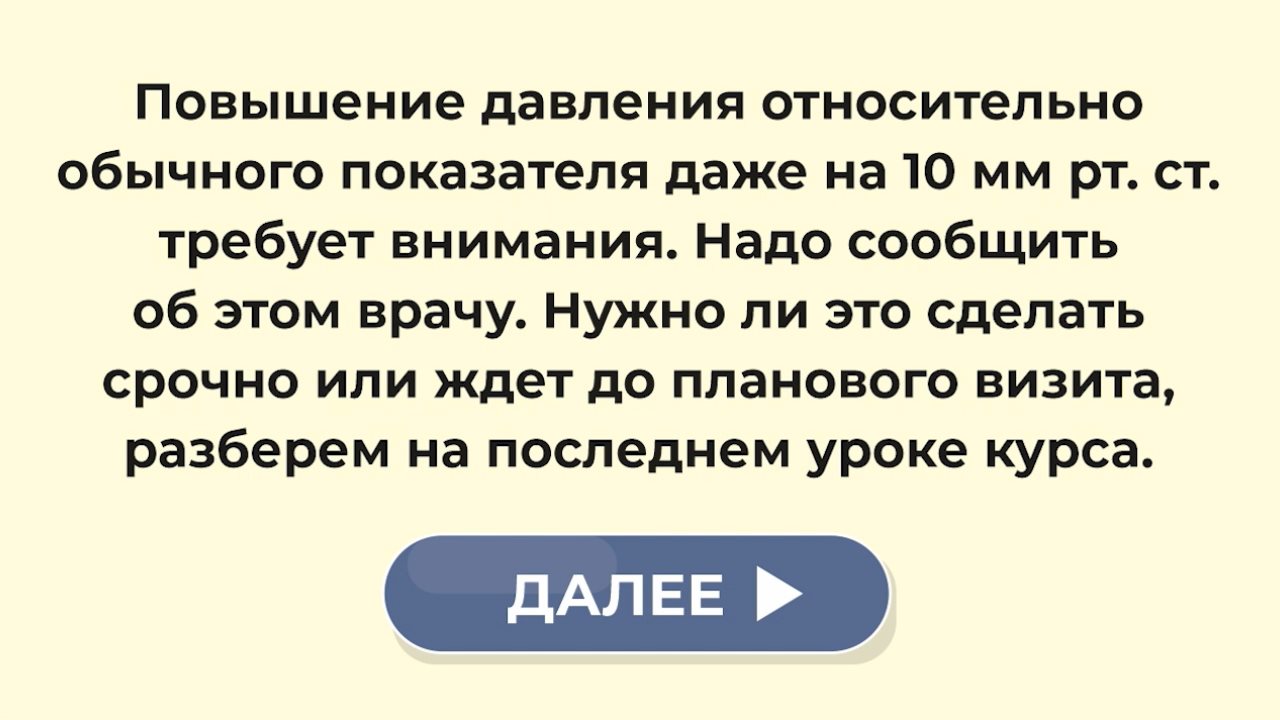 Повышение давления относительно
обычного показателя даже на 10 мм рт. ст.
требует внимания. Надо сообщить
об этом врачу. Нужно ли это сделать
срочно или ждет до планового визита,
разберем на последнем уроке курса.
ДАЛЕЕ